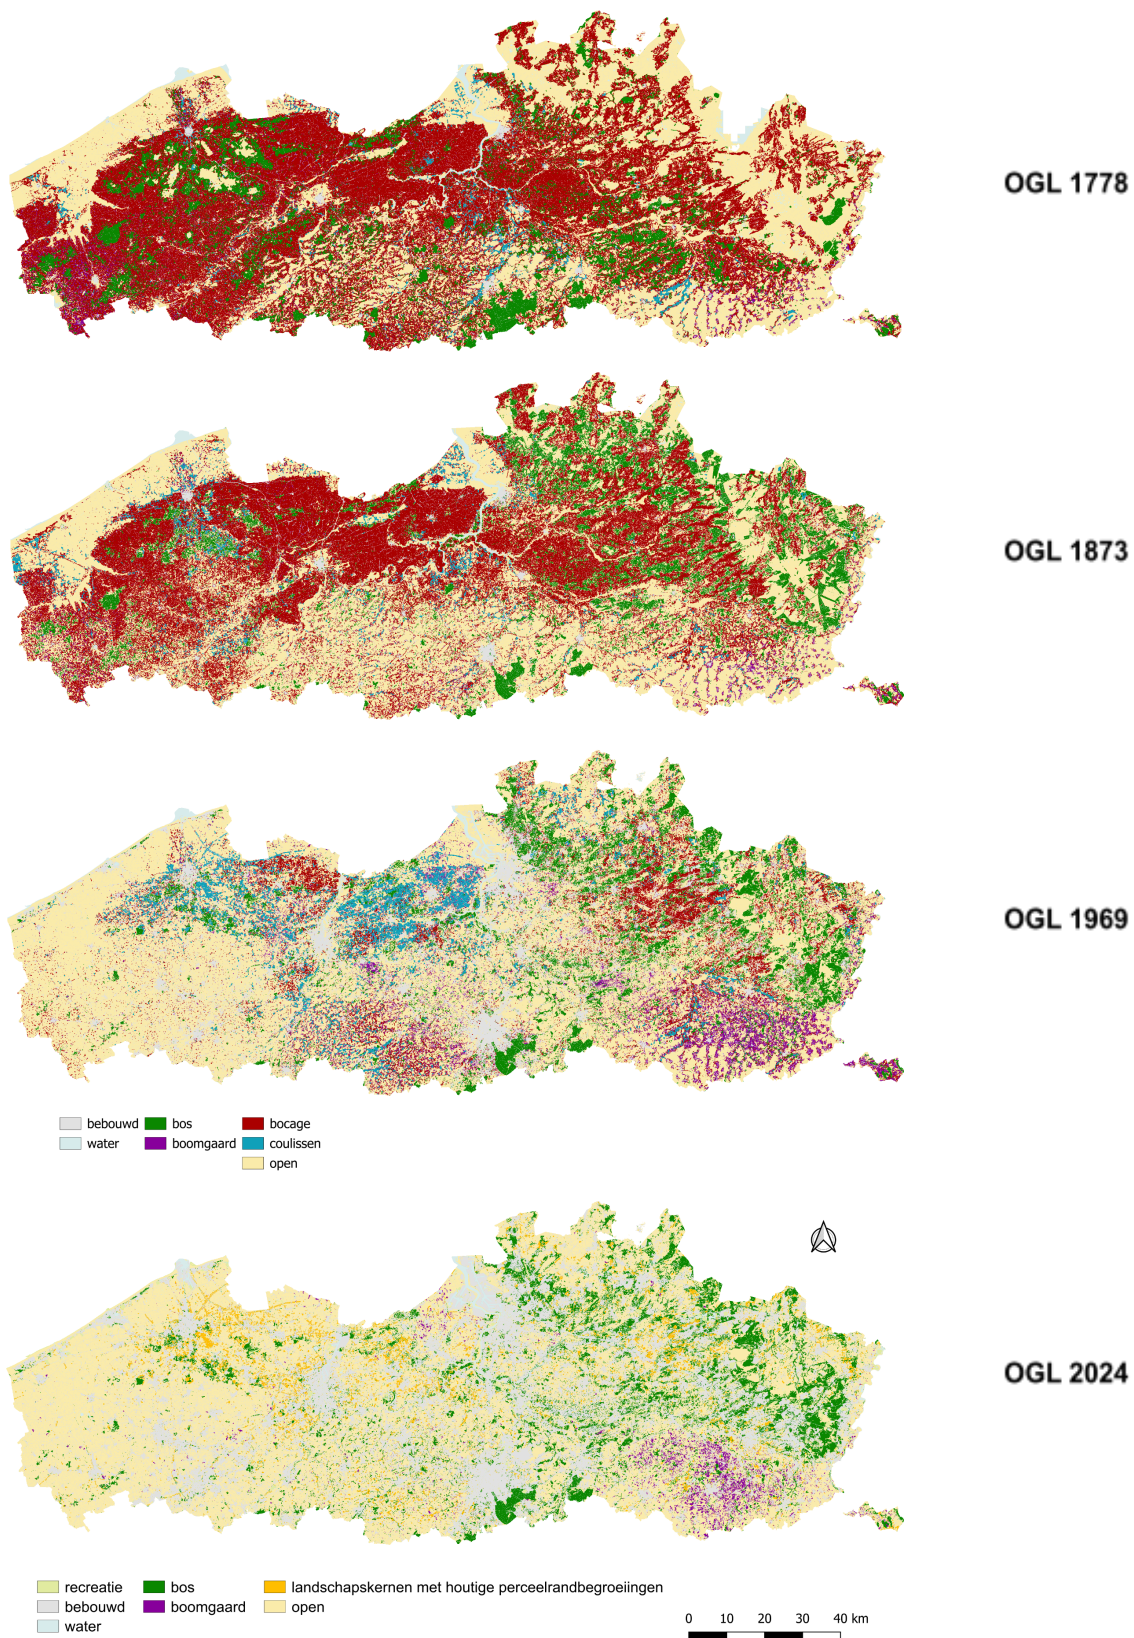 OGL 1778
OGL 1873
OGL 1969
bebouwd bos bocage
water boomgaard coulissen
open
OGL 2024
recreatie bos landschapskernen met houtige perceelrandbegroeiingen
bebouwd boomgaard open
water
0 10 20 30 40 km